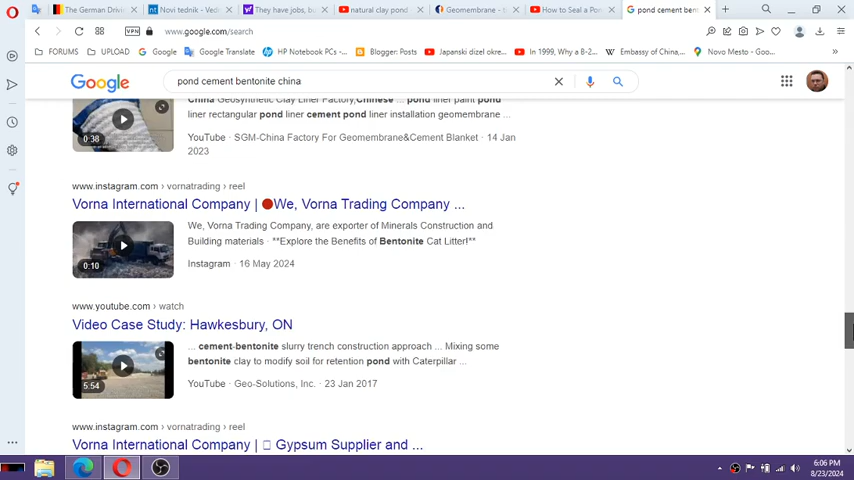 The German Drivi
Novi tednik - Ved
They have jobs, bu
natural clay pond
Geomembrane - t
How to Seal a Po
pond cement ben
VPN
www.google.com/search
FORUMS
UPLOAD
Google
Google Translate
HP Notebook PCs - ...
Blogger: Posts
Japanski dizel okre...
In 1999, Why a B-2...
Embassy of China, ...
Novo Mesto - Goo...
Google
pond cement bentonite china
China Geosynthetic Clay Liner Factory,Chinese ... pond liner paint pond
liner rectangular pond liner cement pond liner installation geomembrane ...
0:38
YouTube · SGM-China Factory For Geomembrane&Cement Blanket · 14 Jan
2023
www.instagram.com › vornatrading › reel
Vorna International Company | We, Vorna Trading Company ...
We, Vorna Trading Company, are exporter of Minerals Construction and
Building materials · **Explore the Benefits of Bentonite Cat Litter!**
0:10
Instagram · 16 May 2024
www.youtube.com › watch
Video Case Study: Hawkesbury, ON
... cement-bentonite slurry trench construction approach ... Mixing some
bentonite clay to modify soil for retention pond with Caterpillar ...
5:54
YouTube · Geo-Solutions, Inc. · 23 Jan 2017
www.instagram.com › vornatrading › reel
Vorna International Company | Gypsum Supplier and ...
6:06 PM
8/23/2024